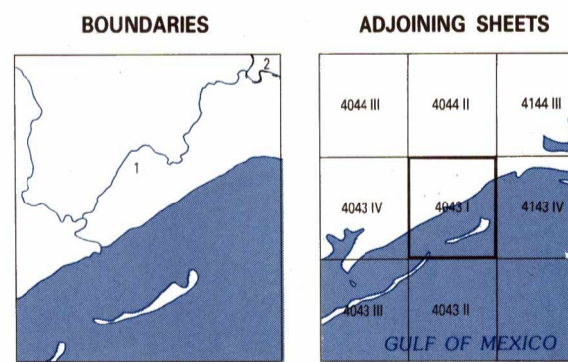 BOUNDARIES
2
1
ADJOINING SHEETS
4044 III 4044 II 4144 III
4043 IV 4043 I 4143 IV
4043 III 4043 II
GULF OF MEXICO